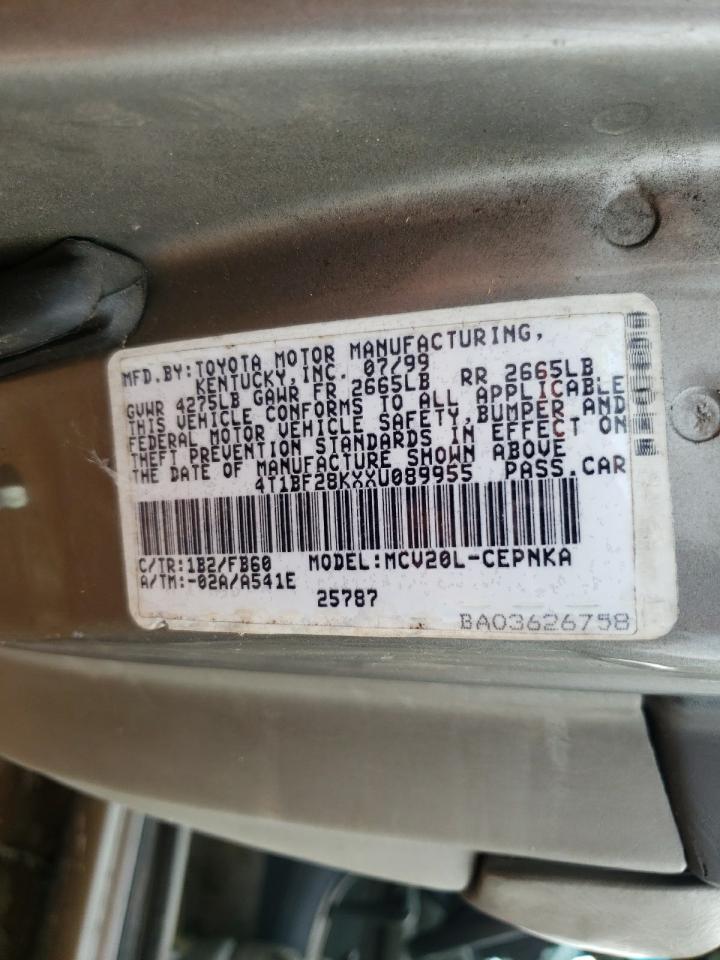 MFD.BY:TOYOTA MOTOR MANUFACTURING,
KENTUCKY,INC. 07/99
GVWR 4275LB GAWR FR 2665LB RR 2665LB
THIS VEHICLE CONFORMS TO ALL APPLICABLE
FEDERAL MOTOR VEHICLE SAFETY,BUMPER AND
THEFT PREVENTION STANDARDS IN EFFECT ON
THE DATE OF MANUFACTURE SHOWN ABOVE
4T1BF28KXXU089955 PASS.CAR
C/TR:1B2/FB60 MODEL:MCV20L-CEPNKA
A/TM:-02A/A541E
25787
BA03626758